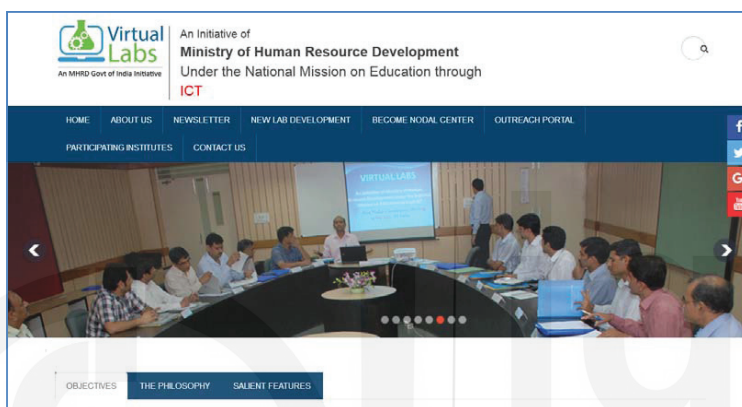 Virtual
Labs
An MHRD Govt of India Initiative
An Initiative of
Ministry of Human Resource Development
Under the National Mission on Education through
ICT
HOME ABOUT US NEWSLETTER NEW LAB DEVELOPMENT BECOME NODAL CENTER OUTREACH PORTAL
PARTICIPATING INSTITUTES CONTACT US
VIRTUAL LABS
OBJECTIVES THE PHILOSOPHY SALIENT FEATURES